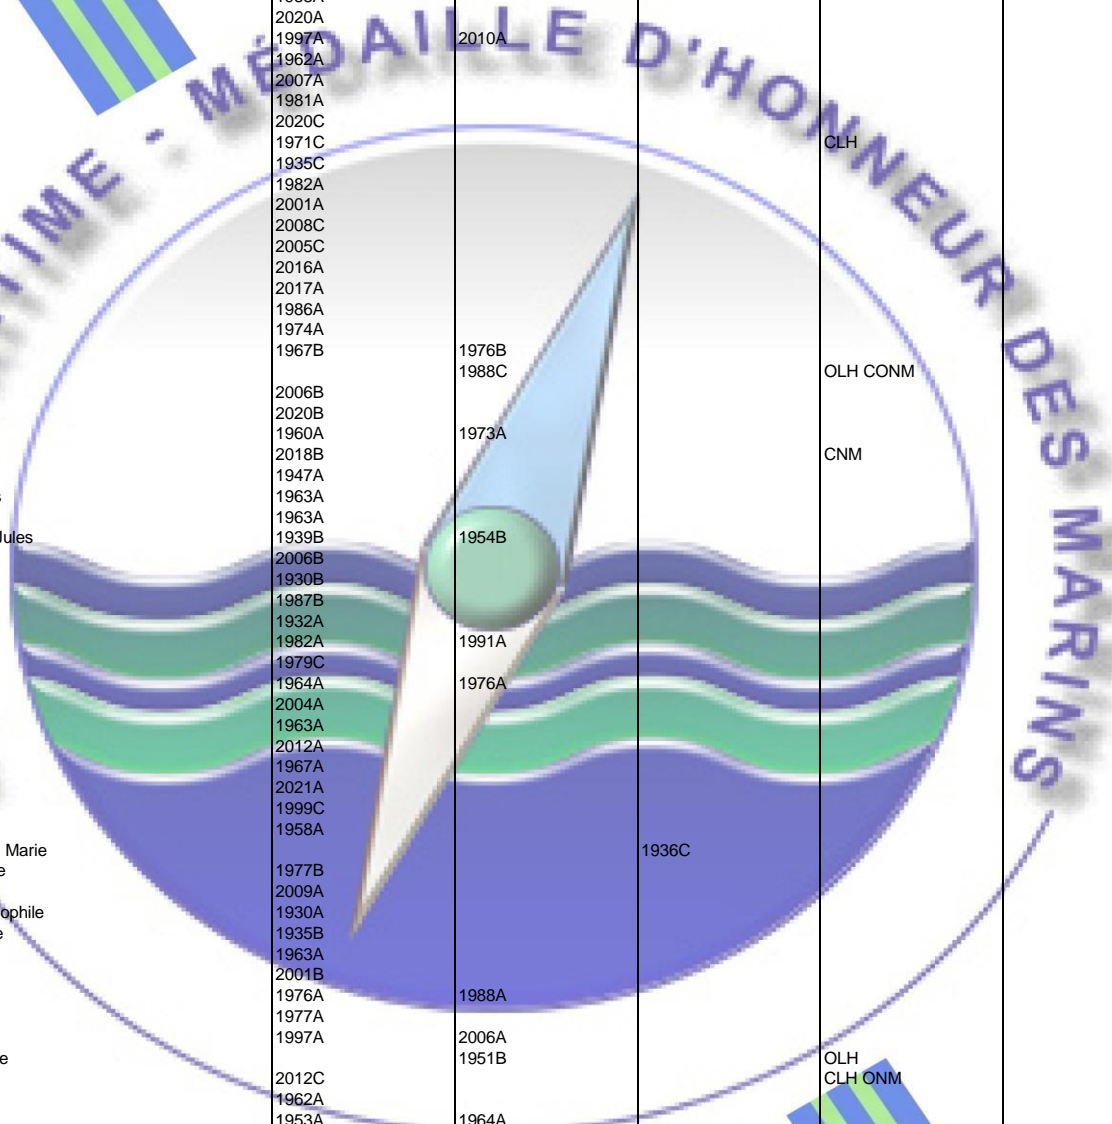 2020A
1997A 2010A
1962A
2007A
1981A
2020C
1971C CLH
1935C
1982A
2001A
2008C
2005C
2016A
2017A
1986A
1974A
1967B 1976B
1988C OLH CONM
2006B
2020B
1960A 1973A
2018B CNM
1947A
1963A
1963A
Jules 1939B 1954B
2006B
1930B
1987B
1932A
1982A 1991A
1979C
1964A 1976A
2004A
1963A
2012A
1967A
2021A
1999C
1958A
Marie 1936C
1977B
2009A
ophile 1930A
1935B
1963A
2001B
1976A 1988A
1977A
1997A 2006A
e 1951B OLH
2012C CLH ONM
1962A
1953A 1964A
TIME - MÉDAILLE D'HONNEUR DES MARINS